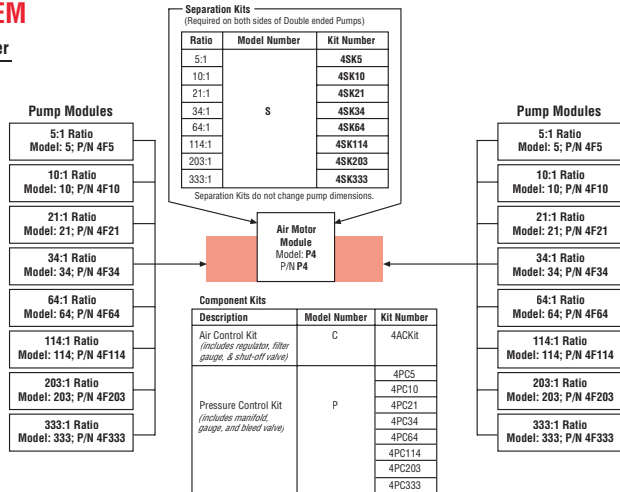 EM
er
Separation Kits
(Required on both sides of Double ended Pumps)
Ratio Model Number Kit Number
5:1 4SK5
10:1 4SK10
21:1 4SK21
34:1 S 4SK34
64:1 4SK64
114:1 4SK114
203:1 4SK203
333:1 4SK333
Separation Kits do not change pump dimensions.
Pump Modules
5:1 Ratio
Model: 5; P/N 4F5
10:1 Ratio
Model: 10; P/N 4F10
21:1 Ratio
Model: 21; P/N 4F21
34:1 Ratio
Model: 34; P/N 4F34
64:1 Ratio
Model: 64; P/N 4F64
114:1 Ratio
Model: 114; P/N 4F114
203:1 Ratio
Model: 203; P/N 4F203
333:1 Ratio
Model: 333; P/N 4F333
Air Motor
Module
Model: P4
P/N P4
Pump Modules
5:1 Ratio
Model: 5; P/N 4F5
10:1 Ratio
Model: 10; P/N 4F10
21:1 Ratio
Model: 21; P/N 4F21
34:1 Ratio
Model: 34; P/N 4F34
64:1 Ratio
Model: 64; P/N 4F64
114:1 Ratio
Model: 114; P/N 4F114
203:1 Ratio
Model: 203; P/N 4F203
333:1 Ratio
Model: 333; P/N 4F333
Component Kits
Description Model Number Kit Number
Air Control Kit C 4ACKit
(includes regulator, filter
gauge, & shut-off valve)
4PC5
4PC10
Pressure Control Kit P 4PC21
(includes manifold, 4PC34
gauge, and bleed valve) 4PC64
4PC114
4PC203
4PC333